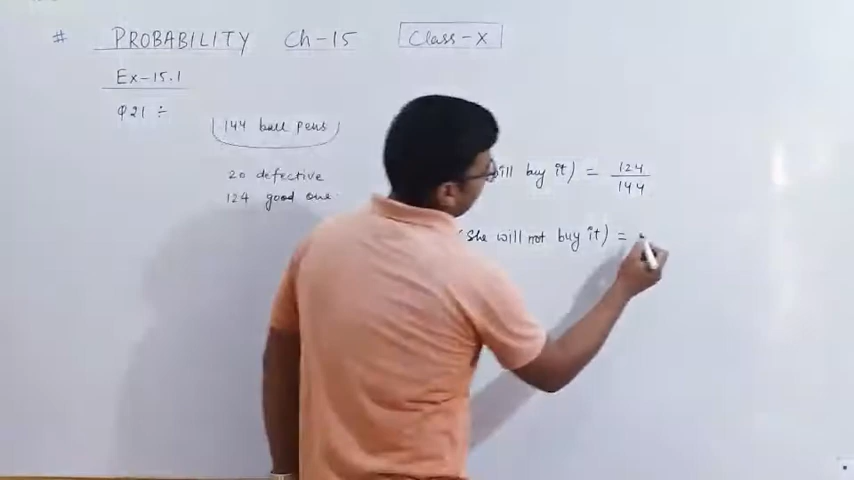 # PROBABILITY Ch-15 Class-X
Ex-15.1
Q21 ÷
144 ball pens
20 defective
124 good one
will buy it) = 124/144
(She will not buy it) =